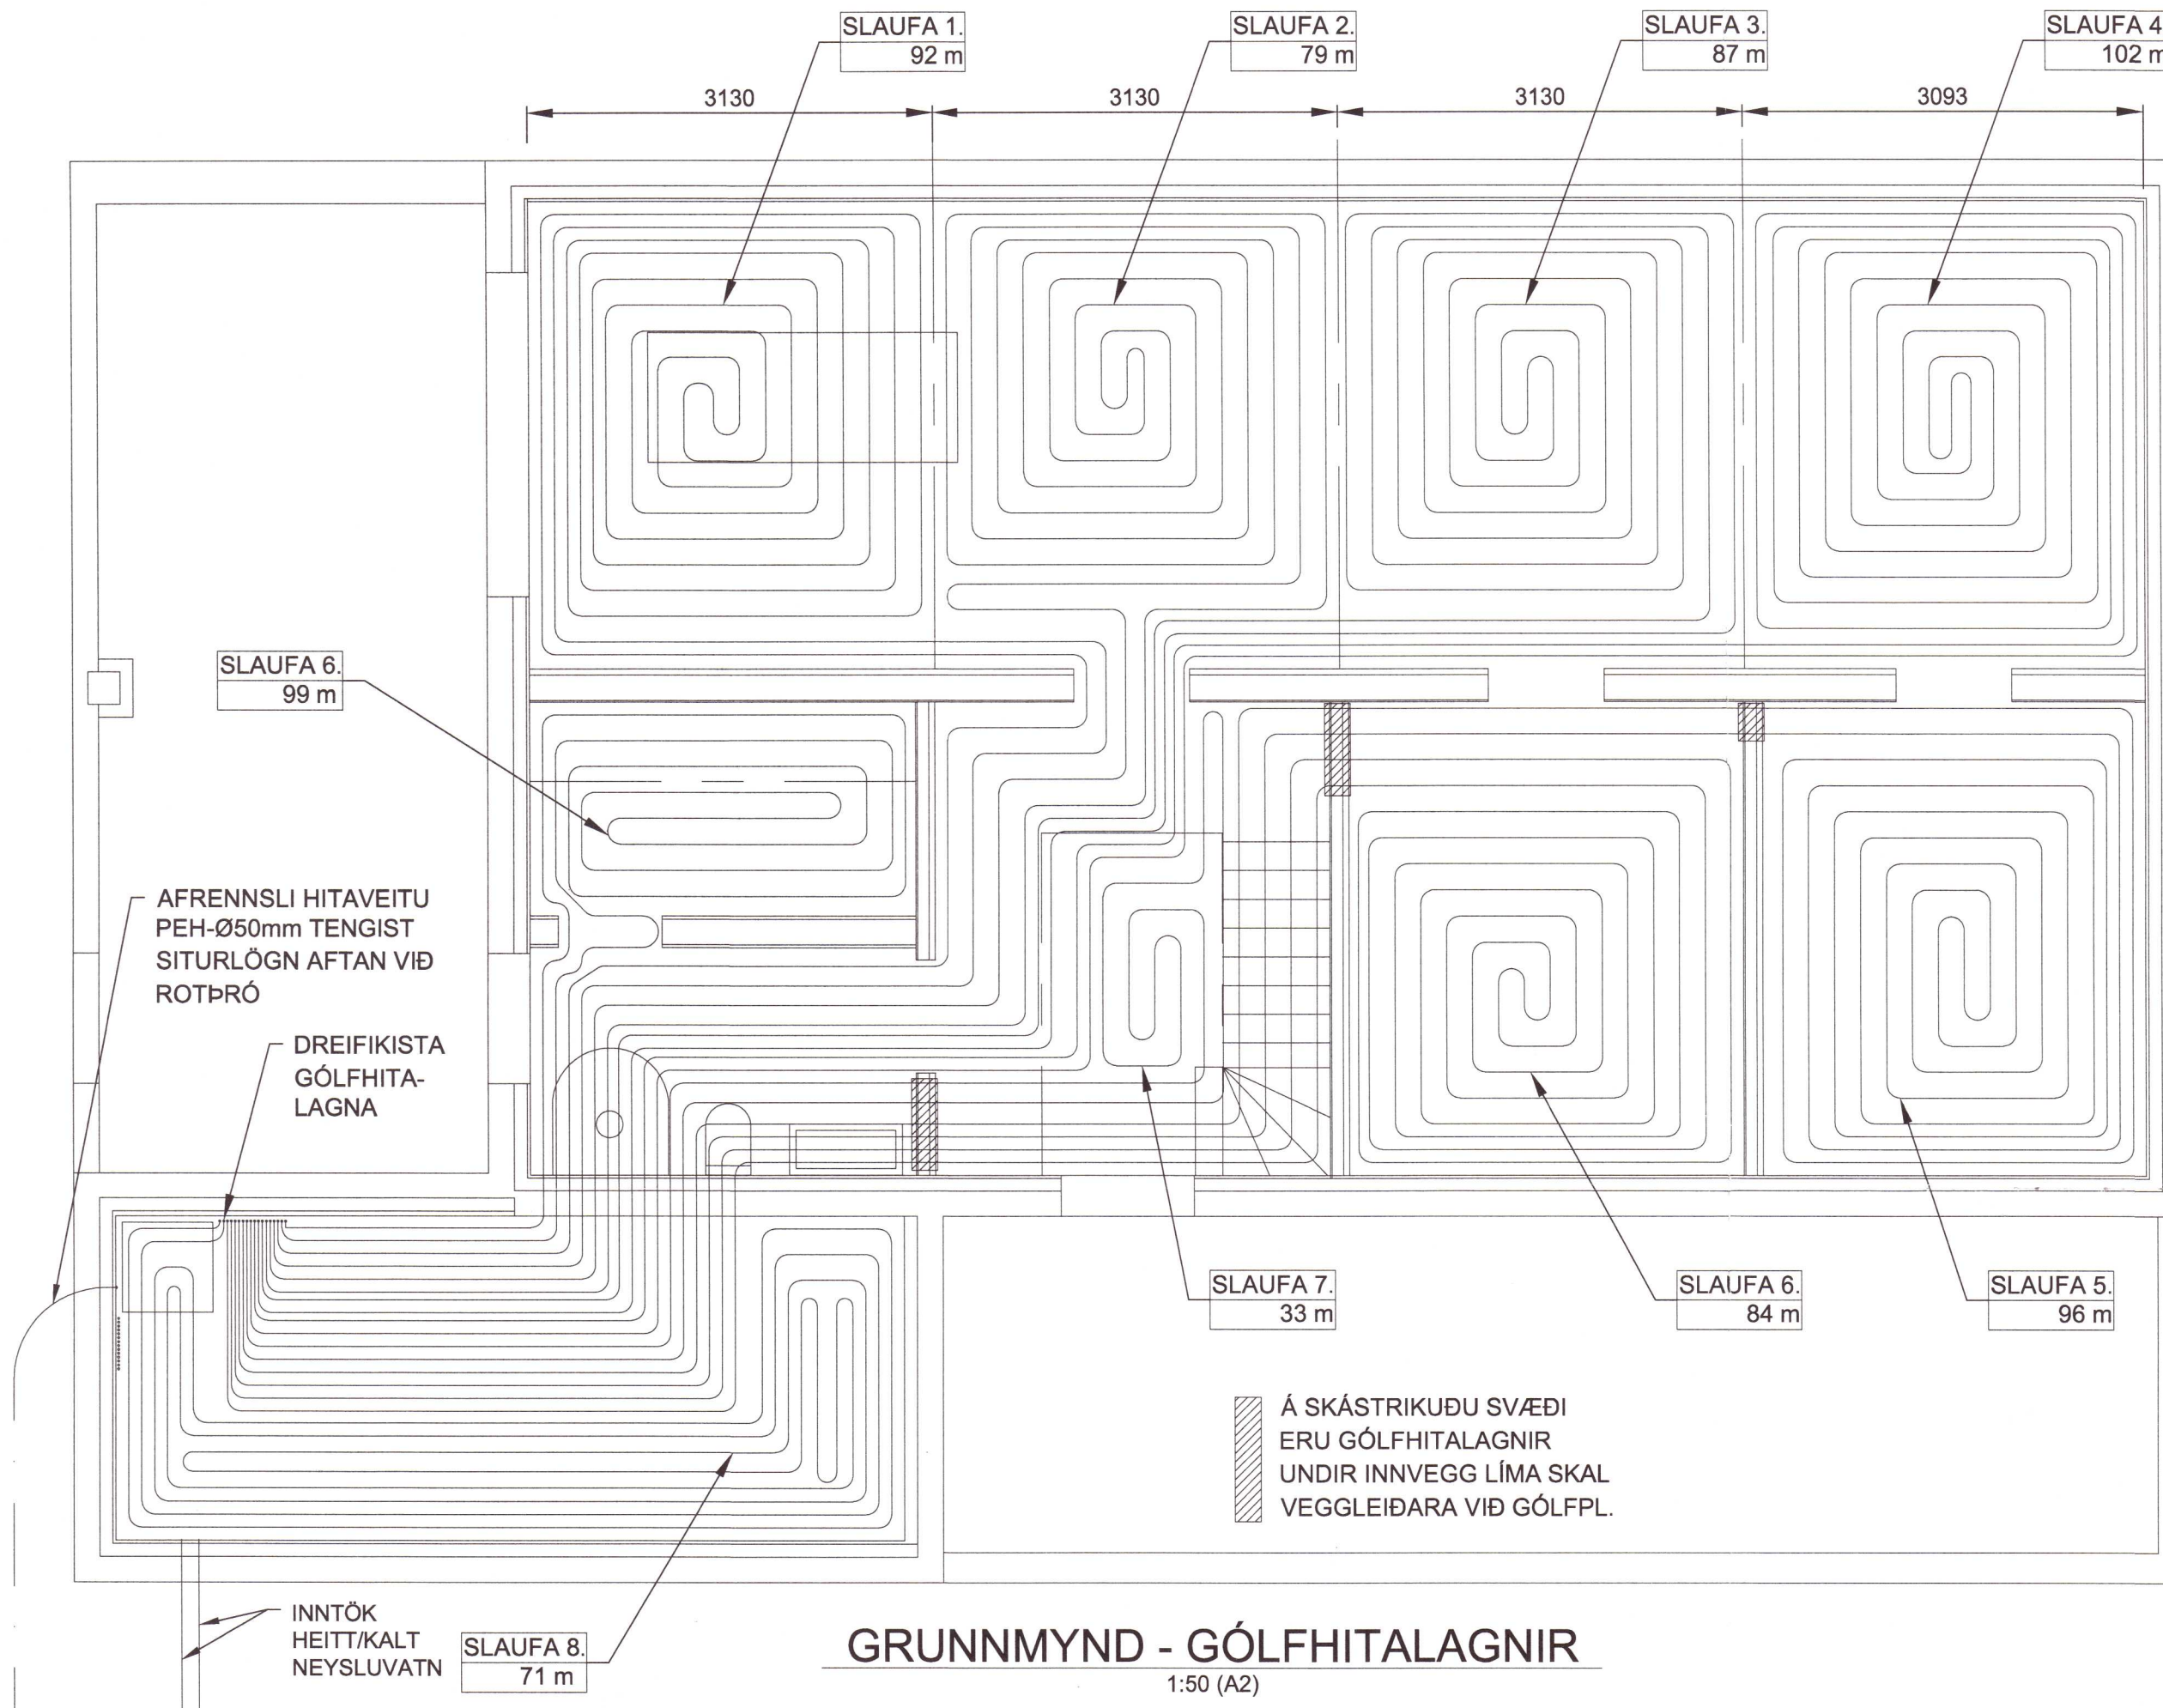 SLAUFA 1.
92 m
SLAUFA 2.
79 m
SLAUFA 3.
87 m
SLAUFA 4
102 m
3130
3130
3130
3093
SLAUFA 6.
99 m
AFRENNSLI HITAVEITU
PEH-Ø50mm TENGIST
SITURLÖGN AFTAN VIÐ
ROTÞRÓ
DREIFIKISTA
GÓLFHITA-
LAGNA
SLAUFA 7.
33 m
SLAUFA 6.
84 m
SLAUFA 5.
96 m
Á SKÁSTRIKUÐU SVÆÐI
ERU GÓLFHITALAGNIR
UNDIR INNVEGG LÍMA SKAL
VEGGLEIÐARA VIÐ GÓLFPL.
INNTÖK
HEITT/KALT
NEYSLUVATN
SLAUFA 8.
71 m
GRUNNMYND - GÓLFHITALAGNIR
1:50 (A2)